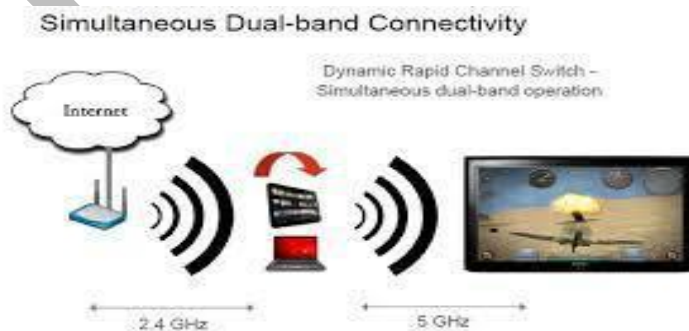 Simultaneous Dual-band Connectivity
Dynamic Rapid Channel Switch –
Simultaneous dual-band operation
Internet
2.4 GHz
5 GHz